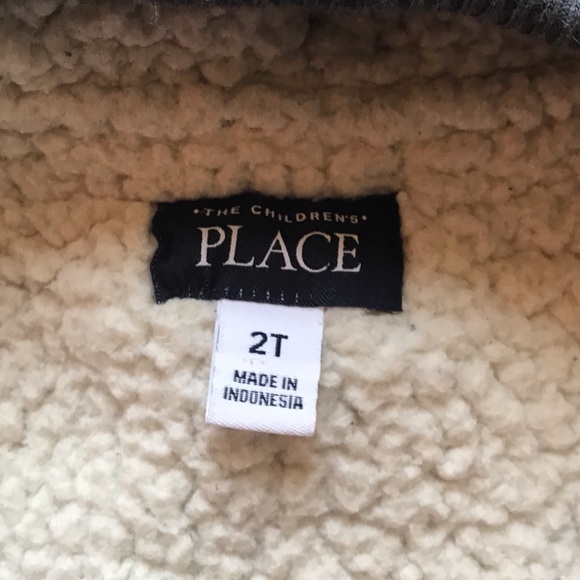 •THE CHILDREN'S•
PLACE
2T
MADE IN
INDONESIA